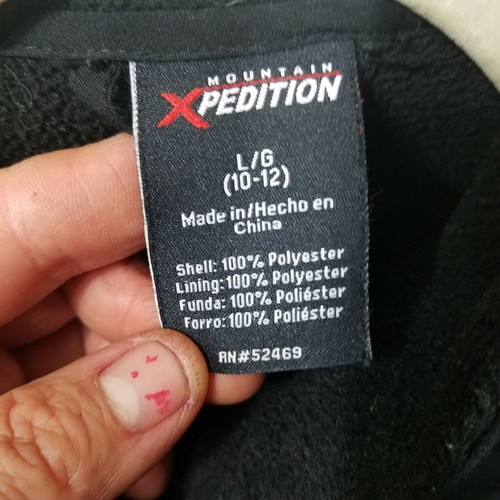 MOUNTAIN
XPEDITION
L/G
(10-12)
Made in/Hecho en
China
Shell: 100% Polyester
Lining: 100% Polyester
Funda: 100% Poliéster
Forro: 100% Poliéster
RN#52469